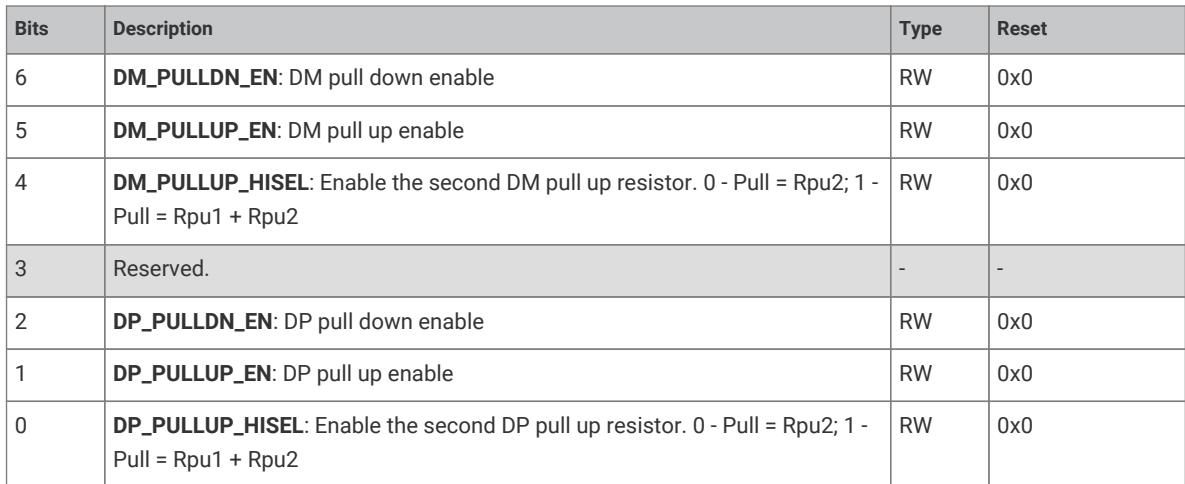 Bits Description Type Reset
6 DM_PULLDN_EN: DM pull down enable RW 0x0
5 DM_PULLUP_EN: DM pull up enable RW 0x0
4 DM_PULLUP_HISEL: Enable the second DM pull up resistor. 0 - Pull = Rpu2; 1 - RW 0x0
Pull = Rpu1 + Rpu2
3 Reserved. - -
2 DP_PULLDN_EN: DP pull down enable RW 0x0
1 DP_PULLUP_EN: DP pull up enable RW 0x0
0 DP_PULLUP_HISEL: Enable the second DP pull up resistor. 0 - Pull = Rpu2; 1 - RW 0x0
Pull = Rpu1 + Rpu2